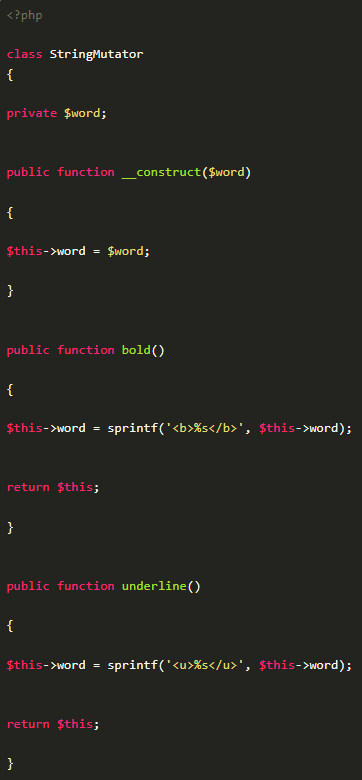 <?php
class StringMutator
{
private $word;
public function __construct($word)
{
$this->word = $word;
}
public function bold()
{
$this->word = sprintf('<b>%s</b>', $this->word);
return $this;
}
public function underline()
{
$this->word = sprintf('<u>%s</u>', $this->word);
return $this;
}